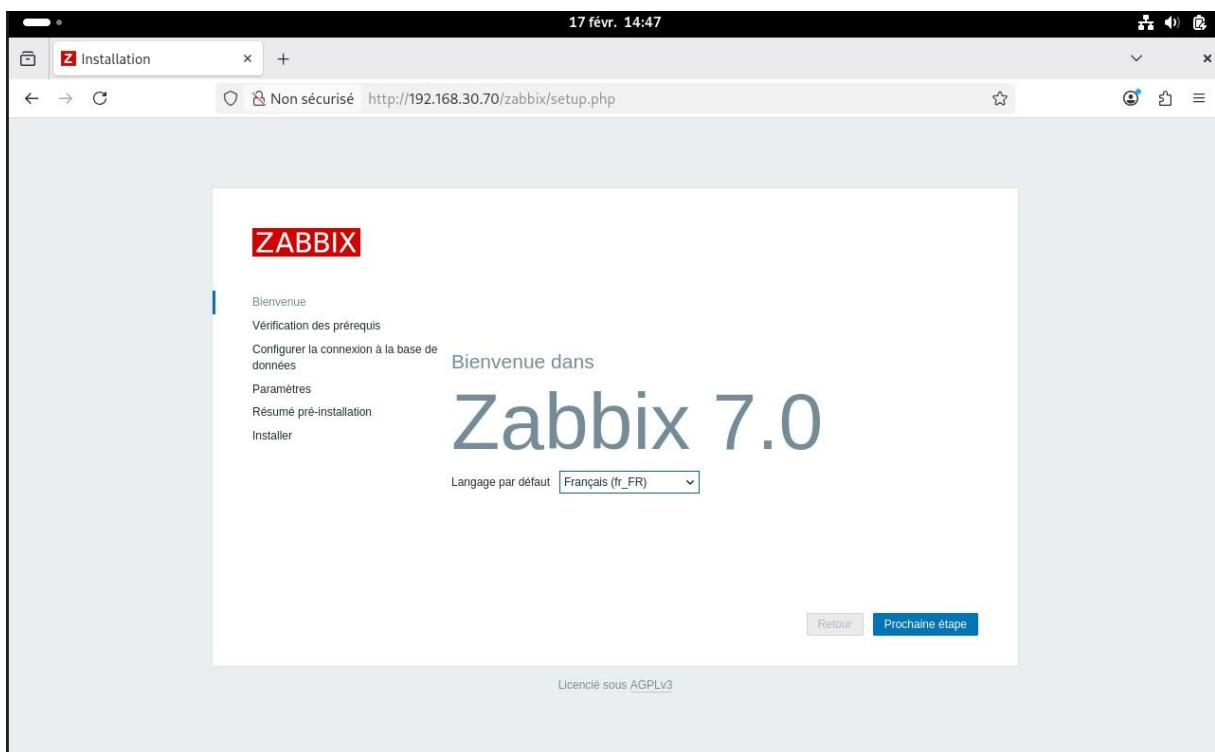 17 févr. 14:47
Z Installation
Non sécurisé http://192.168.30.70/zabbix/setup.php
ZABBIX
Bienvenue
Vérification des prérequis
Configurer la connexion à la base de
données
Paramètres
Résumé pré-installation
Installer
Bienvenue dans
Zabbix 7.0
Langage par défaut Français (fr_FR)
Retour Prochaine étape
Licencié sous AGPLv3